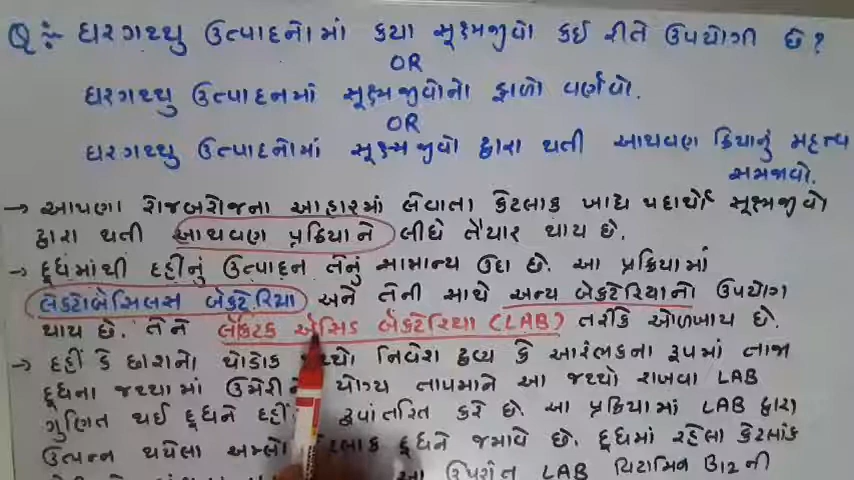 Q :- ઘરગથ્થુ ઉત્પાદનોમાં કયા સૂક્ષ્મજીવો કઈ રીતે ઉપયોગી છે?
OR
ઘરગથ્થુ ઉત્પાદનમાં સૂક્ષ્મજીવોનો ફાળો વર્ણવો.
OR
ઘરગથ્થુ ઉત્પાદનોમાં સૂક્ષ્મજીવો દ્વારા થતી આથવણ ક્રિયાનું મહત્વ
સમજાવો.
→ આપણા રોજબરોજના આહારમાં લેવાતા કેટલાક ખાદ્ય પદાર્થો સૂક્ષ્મજીવો
દ્વારા થતી આથવણ પ્રક્રિયાને લીધે તૈયાર થાય છે.
→ દૂધમાંથી દહીંનું ઉત્પાદન તેનું સામાન્ય ઉદા છે. આ પ્રક્રિયામાં
લેક્ટોબેસિલસ બેક્ટેરિયા અને તેની સાથે અન્ય બેક્ટેરિયાનો ઉપયોગ
થાય છે. તેને લૅક્ટિક ઍસિડ બેક્ટેરિયા (LAB) તરીકે ઓળખાય છે.
→ દહીં કે છાશનો થોડોક જથ્થો નિવેશ દ્રવ્ય કે આરંભકના રૂપમાં તાજા
દૂધના જથ્થામાં ઉમેરીને યોગ્ય તાપમાને આ જથ્થો રાખવા LAB
ગુણિત થઈ દૂધને દહીં રૂપાંતરિત કરે છે. આ પ્રક્રિયામાં LAB દ્વારા
ઉત્પન્ન થયેલા અમ્લો દૂધને જમાવે છે. દૂધમાં રહેલા કેટલાંક
આ ઉપરાંત LAB વિટામિન B12 ની